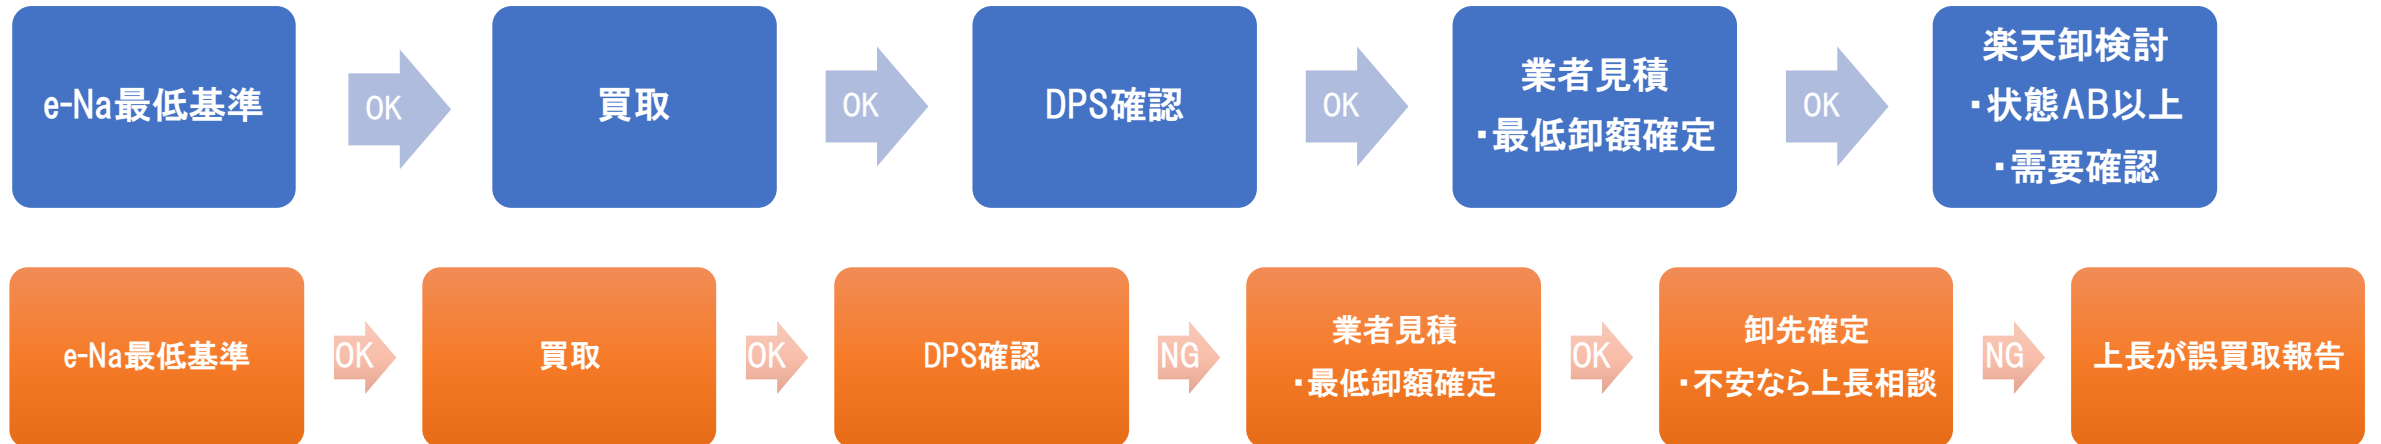 e-Na最低基準
OK
買取
OK
DPS確認
OK
業者見積
・最低卸額確定
OK
楽天卸検討
・状態AB以上
・需要確認
e-Na最低基準
OK
買取
OK
DPS確認
NG
業者見積
・最低卸額確定
OK
卸先確定
・不安なら上長相談
NG
上長が誤買取報告